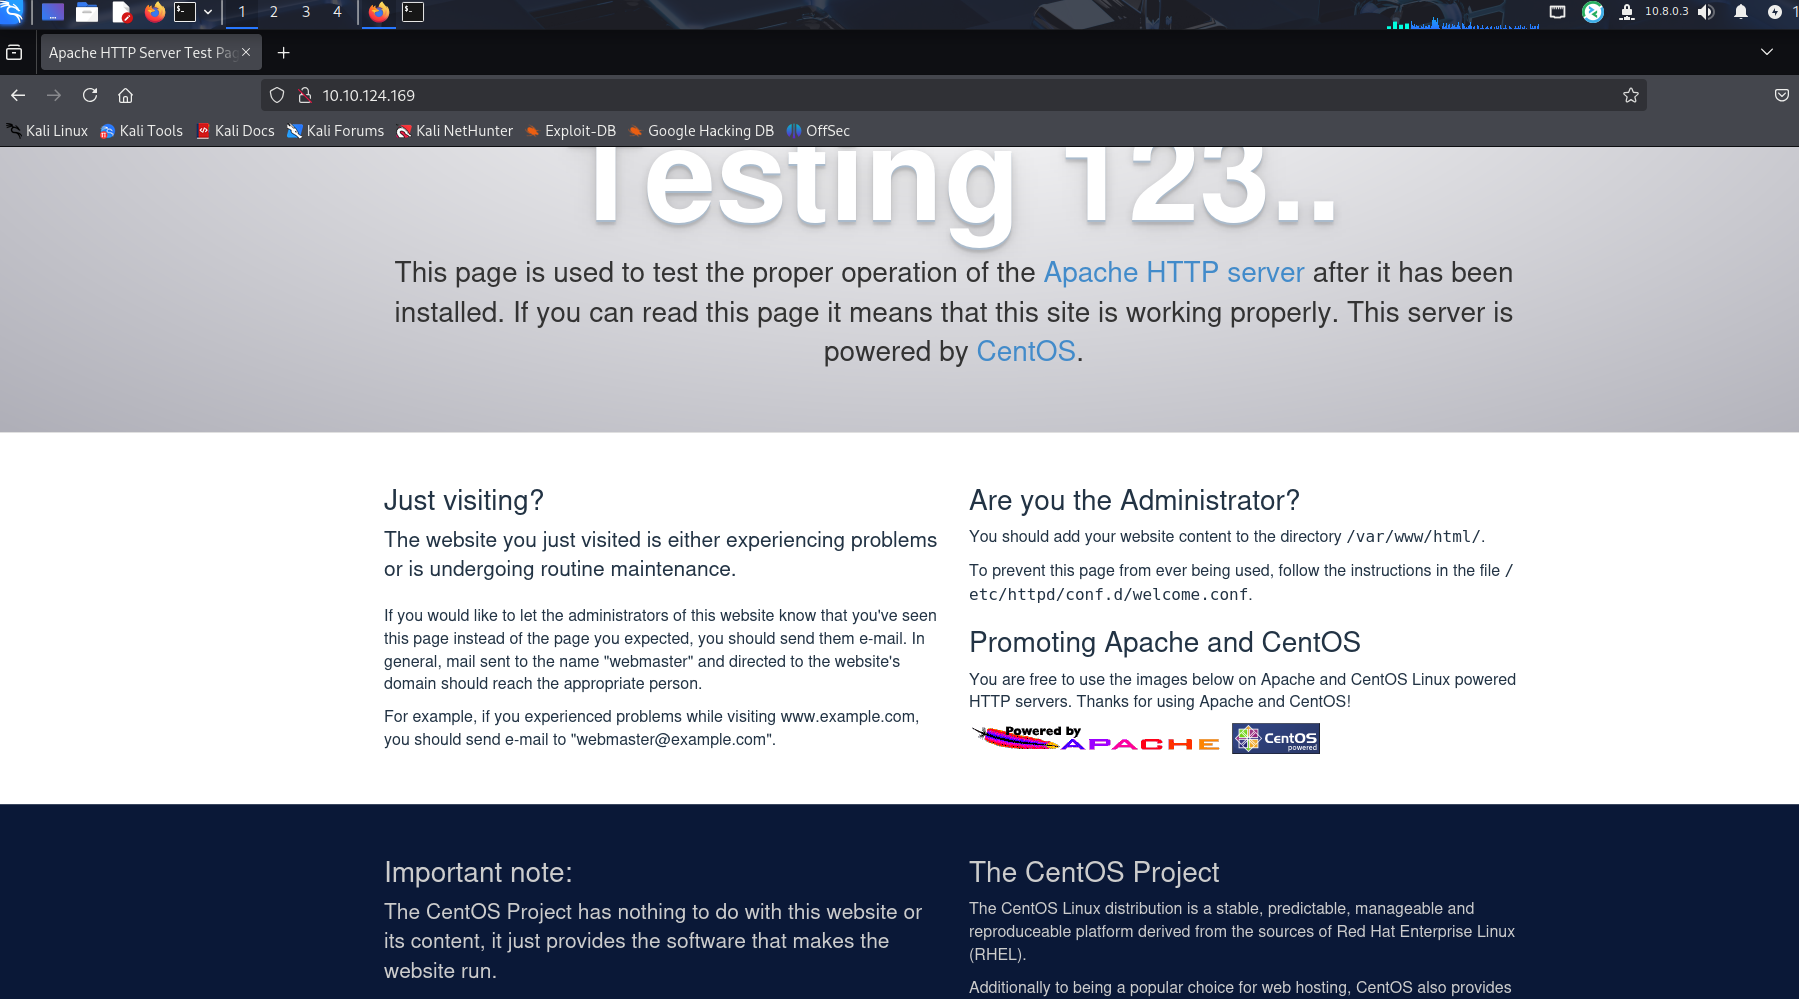 1 2 3 4 10.8.0.3 1
Apache HTTP Server Test Pag
10.10.124.169
Kali Linux Kali Tools Kali Docs Kali Forums Kali NetHunter Exploit-DB Google Hacking DB OffSec
Testing 123..
This page is used to test the proper operation of the Apache HTTP server after it has been
installed. If you can read this page it means that this site is working properly. This server is
powered by CentOS.
Just visiting?
The website you just visited is either experiencing problems
or is undergoing routine maintenance.
If you would like to let the administrators of this website know that you've seen
this page instead of the page you expected, you should send them e-mail. In
general, mail sent to the name "webmaster" and directed to the website's
domain should reach the appropriate person.
For example, if you experienced problems while visiting www.example.com,
you should send e-mail to "webmaster@example.com".
Are you the Administrator?
You should add your website content to the directory /var/www/html/.
To prevent this page from ever being used, follow the instructions in the file /
etc/httpd/conf.d/welcome.conf.
Promoting Apache and CentOS
You are free to use the images below on Apache and CentOS Linux powered
HTTP servers. Thanks for using Apache and CentOS!
Powered by
APACHE
CentOS
powered
Important note:
The CentOS Project has nothing to do with this website or
its content, it just provides the software that makes the
website run.
The CentOS Project
The CentOS Linux distribution is a stable, predictable, manageable and
reproduceable platform derived from the sources of Red Hat Enterprise Linux
(RHEL).
Additionally to being a popular choice for web hosting, CentOS also provides